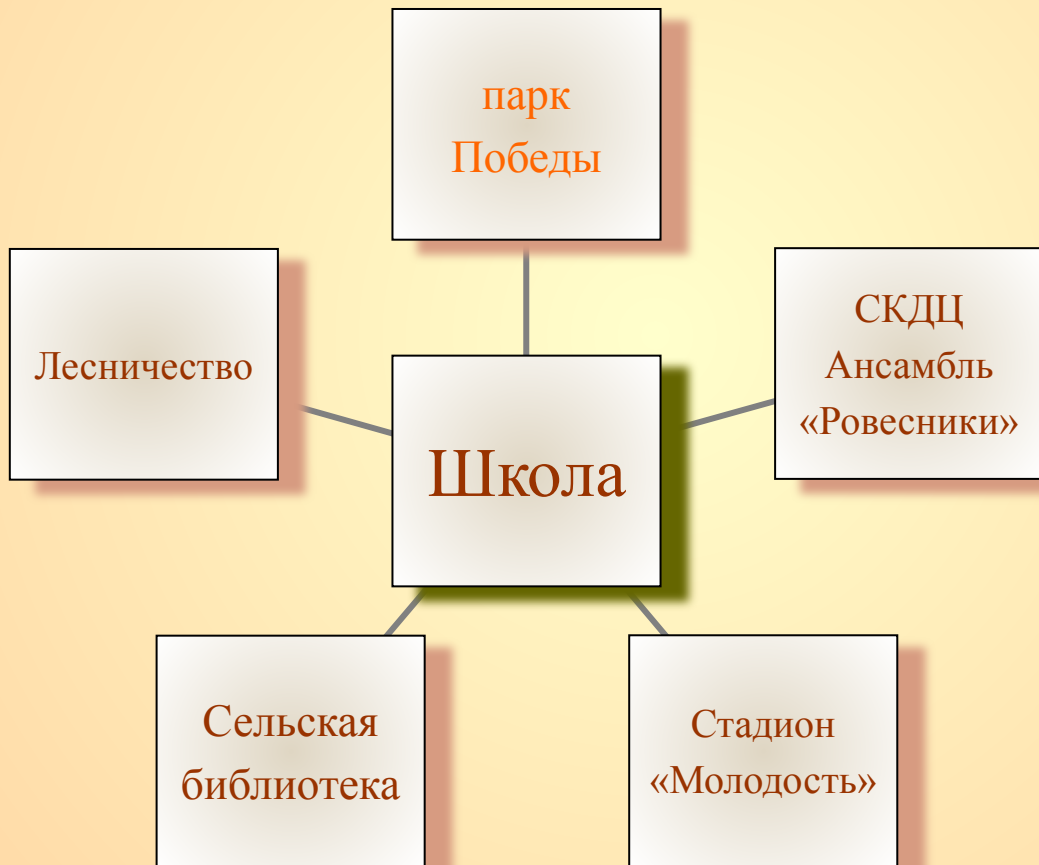 парк
Победы
Лесничество
СКДЦ
Ансамбль
«Ровесники»
Школа
Сельская
библиотека
Стадион
«Молодость»